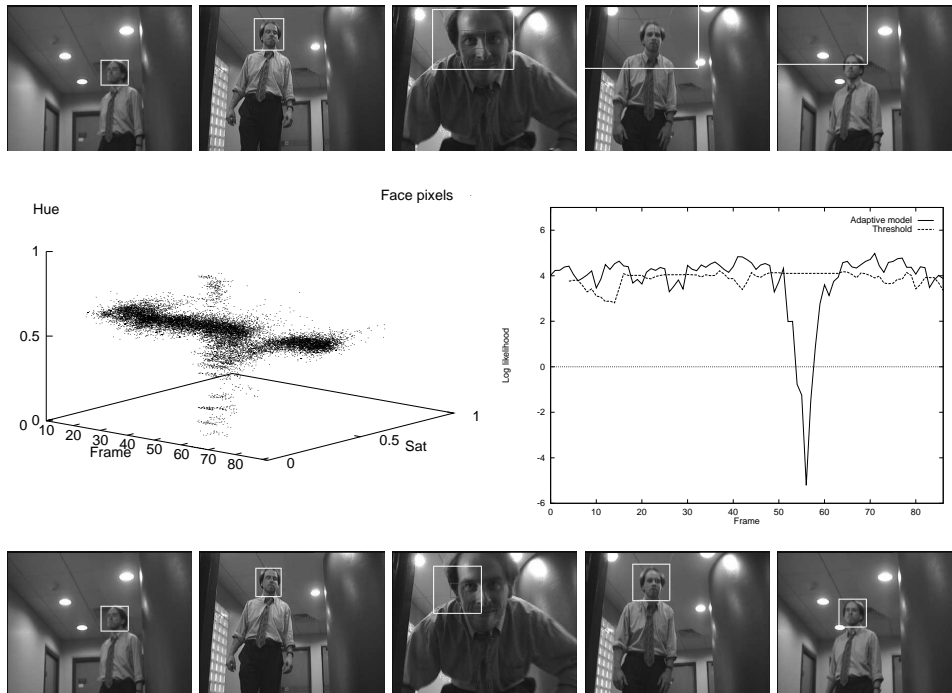 Face pixels
Hue
1
0.5
0
0 10 20 30 40 50 60 70 80
Frame
0 0.5 1
Sat
Adaptive model
Threshold
6
4
2
0
-2
-4
-6
Log likelihood
0 10 20 30 40 50 60 70 80
Frame